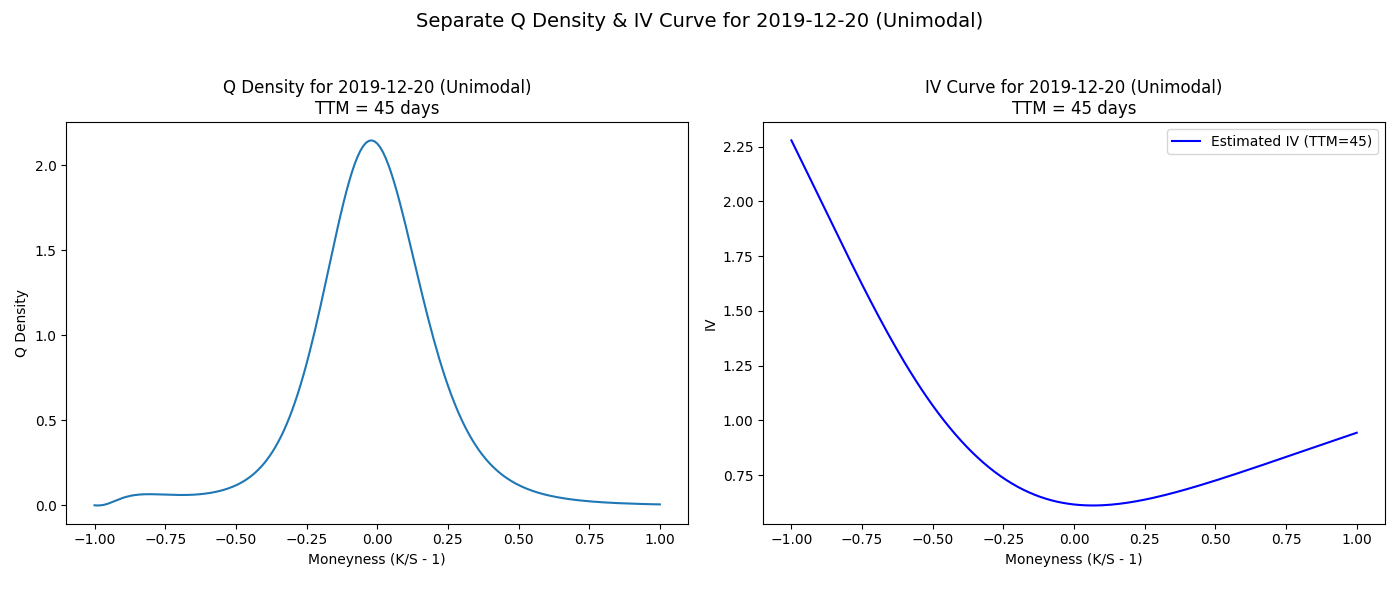 Separate Q Density & IV Curve for 2019-12-20 (Unimodal)
Q Density for 2019-12-20 (Unimodal)
TTM = 45 days
Q Density
2.0
1.5
1.0
0.5
0.0
−1.00 −0.75 −0.50 −0.25 0.00 0.25 0.50 0.75 1.00
Moneyness (K/S - 1)
IV Curve for 2019-12-20 (Unimodal)
TTM = 45 days
Estimated IV (TTM=45)
IV
2.25
2.00
1.75
1.50
1.25
1.00
0.75
−1.00 −0.75 −0.50 −0.25 0.00 0.25 0.50 0.75 1.00
Moneyness (K/S - 1)